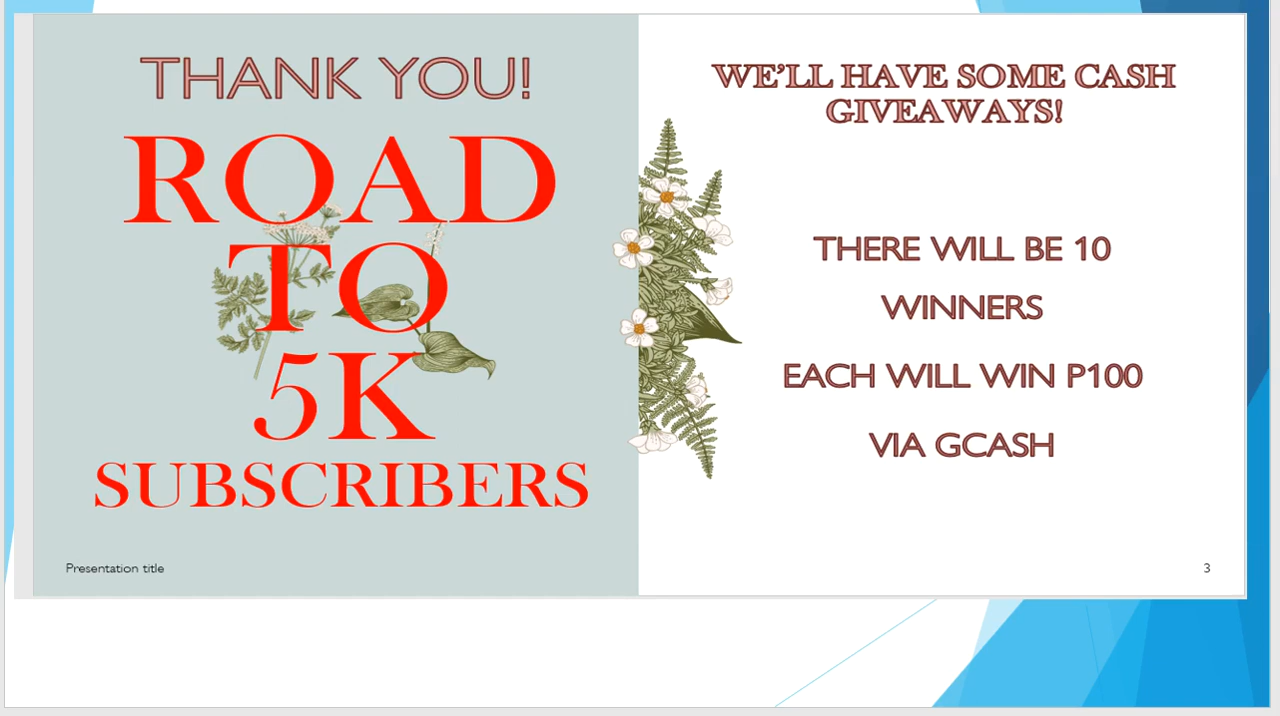 THANK YOU!
ROAD
TO
5K
SUBSCRIBERS
Presentation title
WE’LL HAVE SOME CASH
GIVEAWAYS!
THERE WILL BE 10
WINNERS
EACH WILL WIN P100
VIA GCASH
3